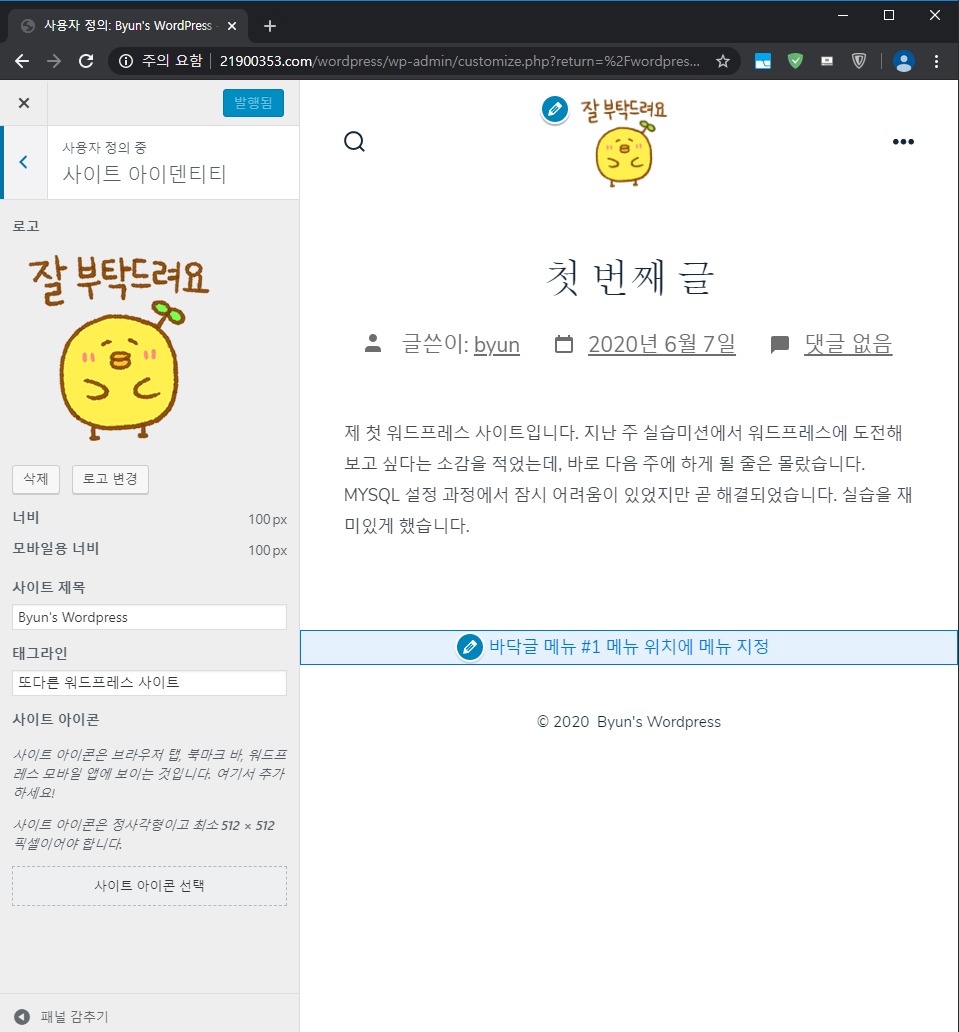 사용자 정의: Byun's WordPress -
주의 요함 | 21900353.com/wordpress/wp-admin/customize.php?return=%2Fwordpres...
발행됨
사용자 정의 중
사이트 아이덴티티
로고
잘 부탁드려요
삭제
로고 변경
너비 100 px
모바일용 너비 100 px
사이트 제목
Byun's Wordpress
태그라인
또다른 워드프레스 사이트
사이트 아이콘
사이트 아이콘은 브라우저 탭, 북마크 바, 워드프
레스 모바일 앱에 보이는 것입니다. 여기서 추가
하세요!
사이트 아이콘은 정사각형이고 최소 512 × 512
픽셀이어야 합니다.
사이트 아이콘 선택
패널 감추기
잘 부탁드려요
첫 번째 글
글쓴이: byun 2020년 6월 7일 댓글 없음
제 첫 워드프레스 사이트입니다. 지난 주 실습미션에서 워드프레스에 도전해
보고 싶다는 소감을 적었는데, 바로 다음 주에 하게 될 줄은 몰랐습니다.
MYSQL 설정 과정에서 잠시 어려움이 있었지만 곧 해결되었습니다. 실습을 재
미있게 했습니다.
바닥글 메뉴 #1 메뉴 위치에 메뉴 지정
© 2020 Byun's Wordpress